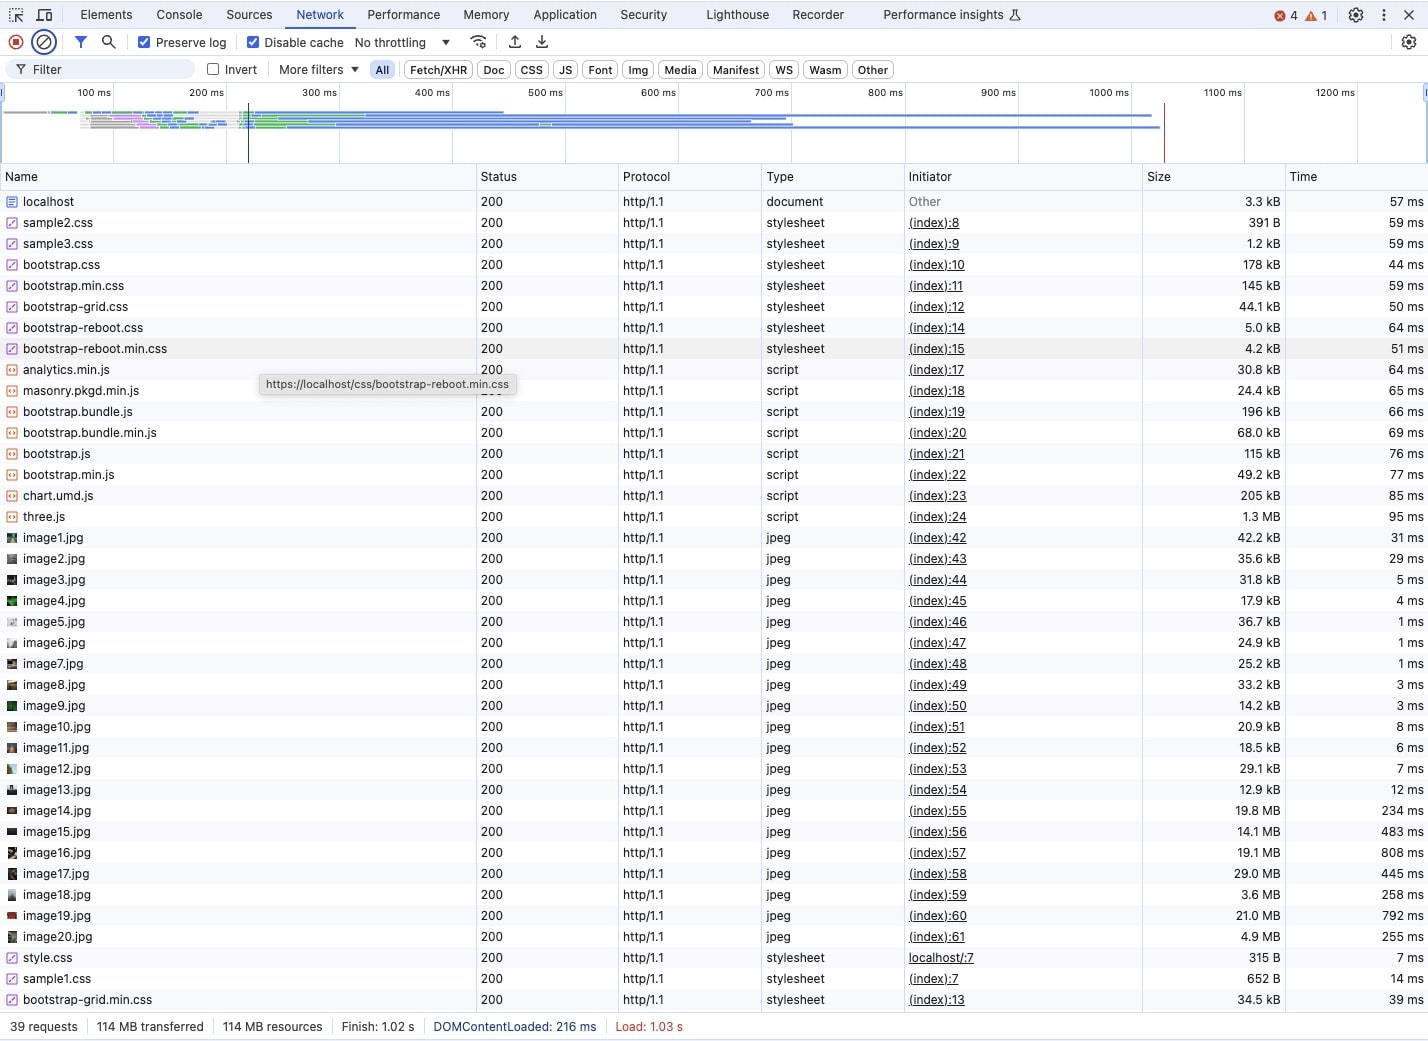 Elements Console Sources Network Performance Memory Application Security Lighthouse Recorder Performance insights 4 1
Preserve log Disable cache No throttling
Filter Invert More filters All Fetch/XHR Doc CSS JS Font Img Media Manifest WS Wasm Other
100 ms 200 ms 300 ms 400 ms 500 ms 600 ms 700 ms 800 ms 900 ms 1000 ms 1100 ms 1200 ms
Name Status Protocol Type Initiator Size Time
localhost 200 http/1.1 document Other 3.3 kB 57 ms
sample2.css 200 http/1.1 stylesheet (index):8 391 B 59 ms
sample3.css 200 http/1.1 stylesheet (index):9 1.2 kB 59 ms
bootstrap.css 200 http/1.1 stylesheet (index):10 178 kB 44 ms
bootstrap.min.css 200 http/1.1 stylesheet (index):11 145 kB 59 ms
bootstrap-grid.css 200 http/1.1 stylesheet (index):12 44.1 kB 50 ms
bootstrap-reboot.css 200 http/1.1 stylesheet (index):14 5.0 kB 64 ms
bootstrap-reboot.min.css 200 http/1.1 stylesheet (index):15 4.2 kB 51 ms
analytics.min.js 200 http/1.1 script (index):17 30.8 kB 64 ms
https://localhost/css/bootstrap-reboot.min.css
masonry.pkgd.min.js http/1.1 script (index):18 24.4 kB 65 ms
bootstrap.bundle.js 200 http/1.1 script (index):19 196 kB 66 ms
bootstrap.bundle.min.js 200 http/1.1 script (index):20 68.0 kB 69 ms
bootstrap.js 200 http/1.1 script (index):21 115 kB 76 ms
bootstrap.min.js 200 http/1.1 script (index):22 49.2 kB 77 ms
chart.umd.js 200 http/1.1 script (index):23 205 kB 85 ms
three.js 200 http/1.1 script (index):24 1.3 MB 95 ms
image1.jpg 200 http/1.1 jpeg (index):42 42.2 kB 31 ms
image2.jpg 200 http/1.1 jpeg (index):43 35.6 kB 29 ms
image3.jpg 200 http/1.1 jpeg (index):44 31.8 kB 5 ms
image4.jpg 200 http/1.1 jpeg (index):45 17.9 kB 4 ms
image5.jpg 200 http/1.1 jpeg (index):46 36.7 kB 1 ms
image6.jpg 200 http/1.1 jpeg (index):47 24.9 kB 1 ms
image7.jpg 200 http/1.1 jpeg (index):48 25.2 kB 1 ms
image8.jpg 200 http/1.1 jpeg (index):49 33.2 kB 3 ms
image9.jpg 200 http/1.1 jpeg (index):50 14.2 kB 3 ms
image10.jpg 200 http/1.1 jpeg (index):51 20.9 kB 8 ms
image11.jpg 200 http/1.1 jpeg (index):52 18.5 kB 6 ms
image12.jpg 200 http/1.1 jpeg (index):53 29.1 kB 7 ms
image13.jpg 200 http/1.1 jpeg (index):54 12.9 kB 12 ms
image14.jpg 200 http/1.1 jpeg (index):55 19.8 MB 234 ms
image15.jpg 200 http/1.1 jpeg (index):56 14.1 MB 483 ms
image16.jpg 200 http/1.1 jpeg (index):57 19.1 MB 808 ms
image17.jpg 200 http/1.1 jpeg (index):58 29.0 MB 445 ms
image18.jpg 200 http/1.1 jpeg (index):59 3.6 MB 258 ms
image19.jpg 200 http/1.1 jpeg (index):60 21.0 MB 792 ms
image20.jpg 200 http/1.1 jpeg (index):61 4.9 MB 255 ms
style.css 200 http/1.1 stylesheet localhost/:7 315 B 7 ms
sample1.css 200 http/1.1 stylesheet (index):7 652 B 14 ms
bootstrap-grid.min.css 200 http/1.1 stylesheet (index):13 34.5 kB 39 ms
39 requests 114 MB transferred 114 MB resources Finish: 1.02 s DOMContentLoaded: 216 ms Load: 1.03 s